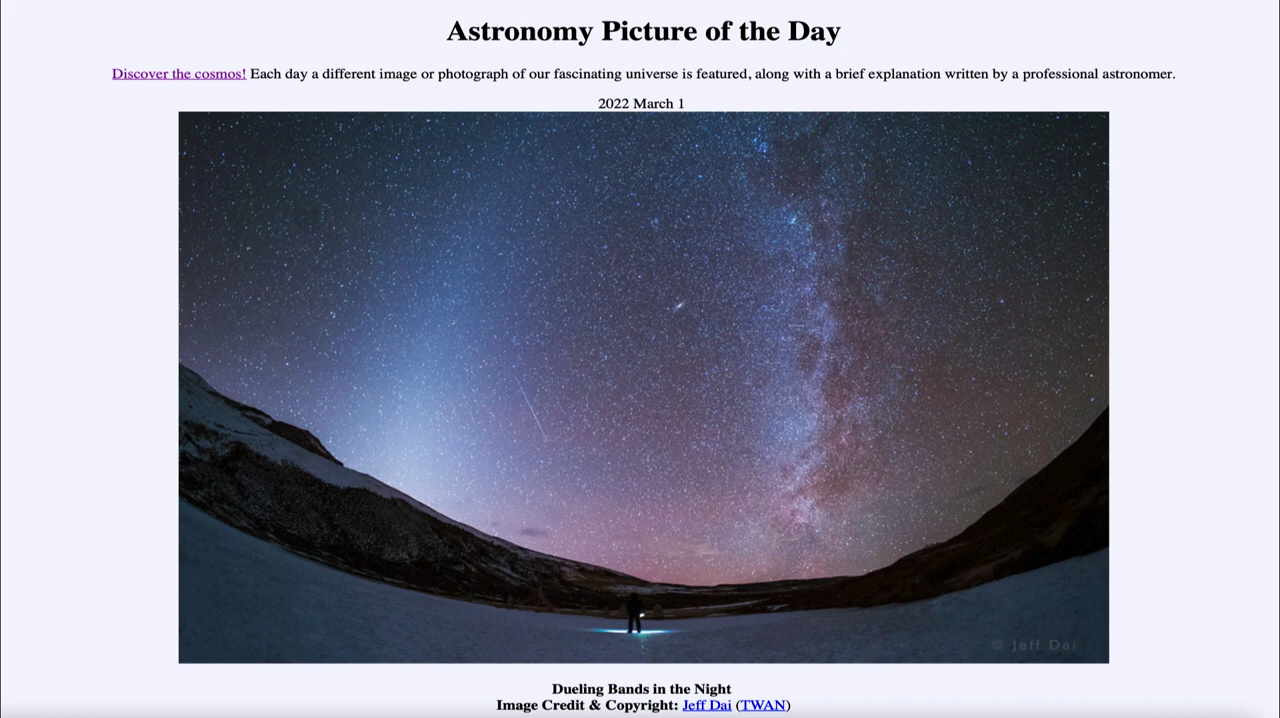 Astronomy Picture of the Day
Discover the cosmos! Each day a different image or photograph of our fascinating universe is featured, along with a brief explanation written by a professional astronomer.
2022 March 1
© Jeff Dai
Dueling Bands in the Night
Image Credit & Copyright: Jeff Dai (TWAN)